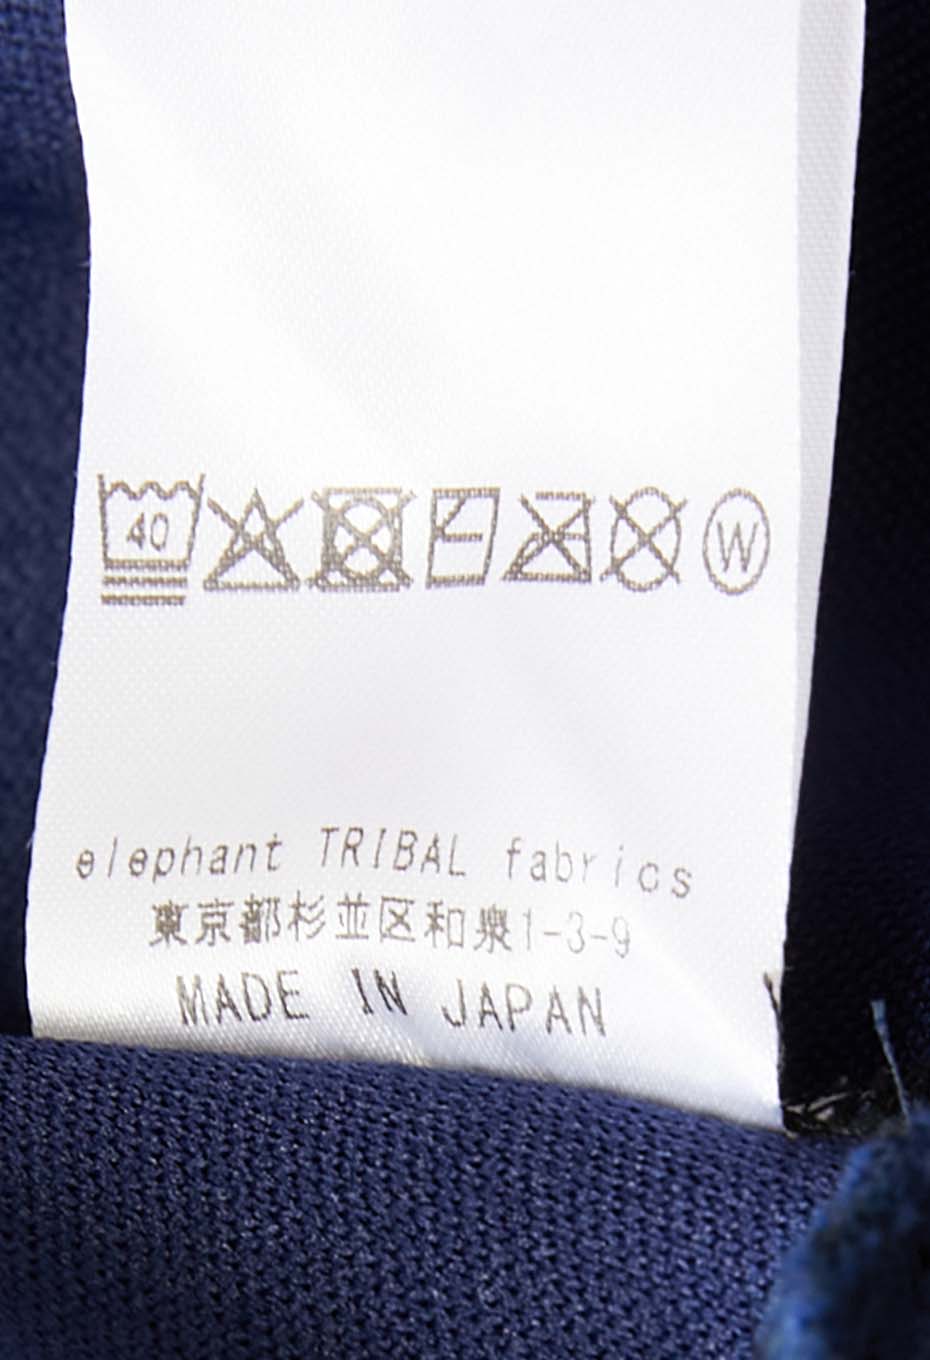 40
W
elephant TRIBAL fabrics
東京都杉並区和泉1-3-9
MADE IN JAPAN